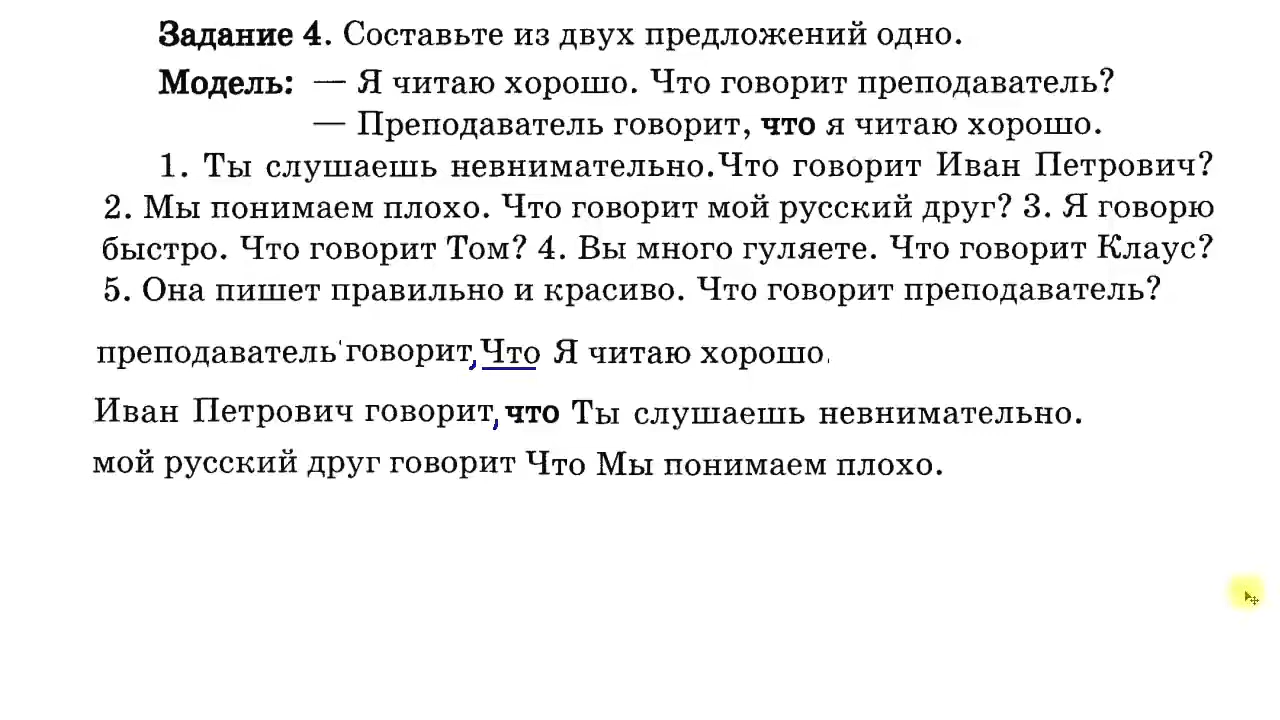 Задание 4. Составьте из двух предложений одно.
Модель: — Я читаю хорошо. Что говорит преподаватель?
— Преподаватель говорит, что я читаю хорошо.
1. Ты слушаешь невнимательно.Что говорит Иван Петрович?
2. Мы понимаем плохо. Что говорит мой русский друг? 3. Я говорю
быстро. Что говорит Том? 4. Вы много гуляете. Что говорит Клаус?
5. Она пишет правильно и красиво. Что говорит преподаватель?
преподаватель говорит, Что Я читаю хорошо.
Иван Петрович говорит, что Ты слушаешь невнимательно.
мой русский друг говорит Что Мы понимаем плохо.